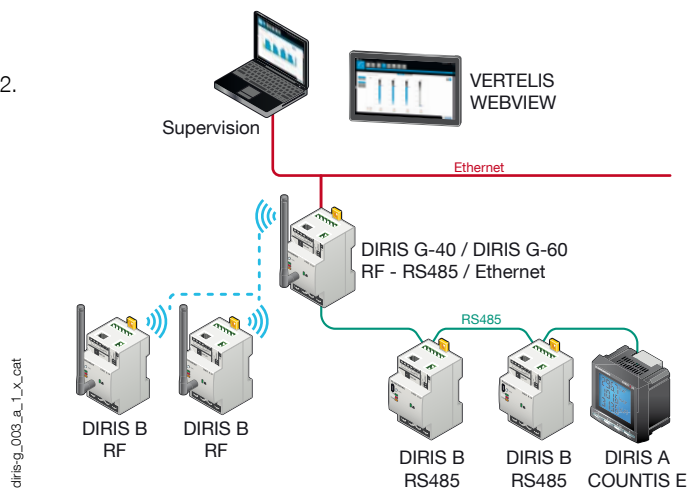 2.
VERTELIS
WEBVIEW
Supervision
Ethernet
DIRIS G-40 / DIRIS G-60
RF - RS485 / Ethernet
RS485
DIRIS B
RF
DIRIS B
RF
DIRIS B
RS485
DIRIS B
RS485
DIRIS A
COUNTIS E
diris-g_003_a_1_x_cat